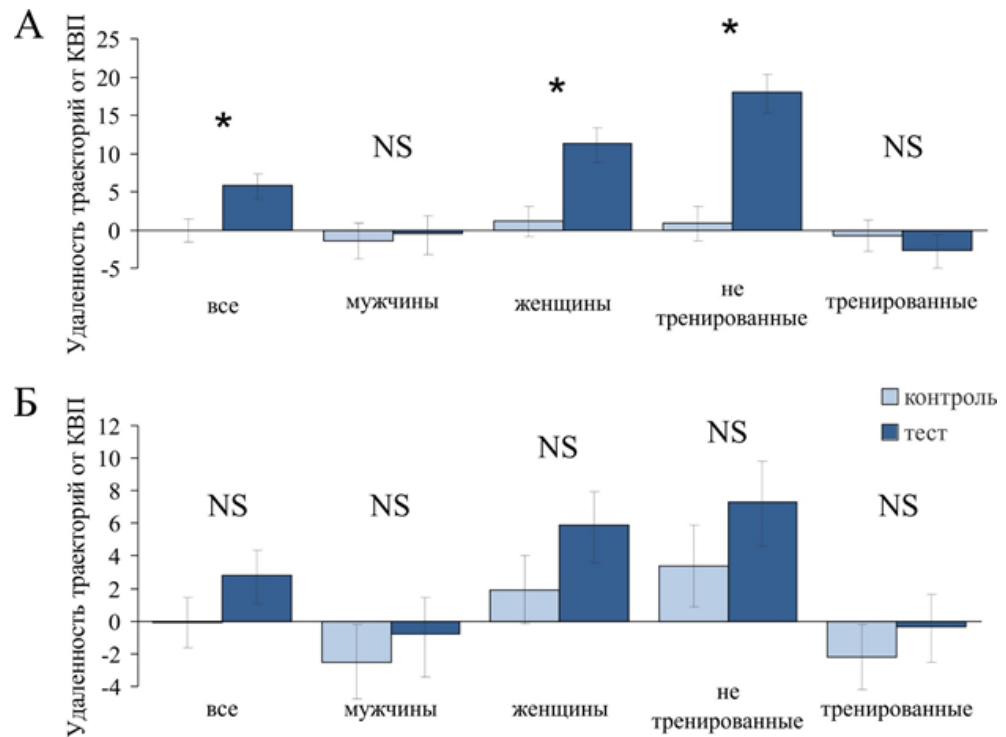 А
Удаленность траекторий от КВП
25
20
15
10
5
0
-5
*
NS
*
*
NS
все
мужчины
женщины
не
тренированные
тренированные
Б
Удаленность траекторий от КВП
12
10
8
6
4
2
0
-2
-4
контроль
тест
NS
NS
NS
NS
NS
все
мужчины
женщины
не
тренированные
тренированные